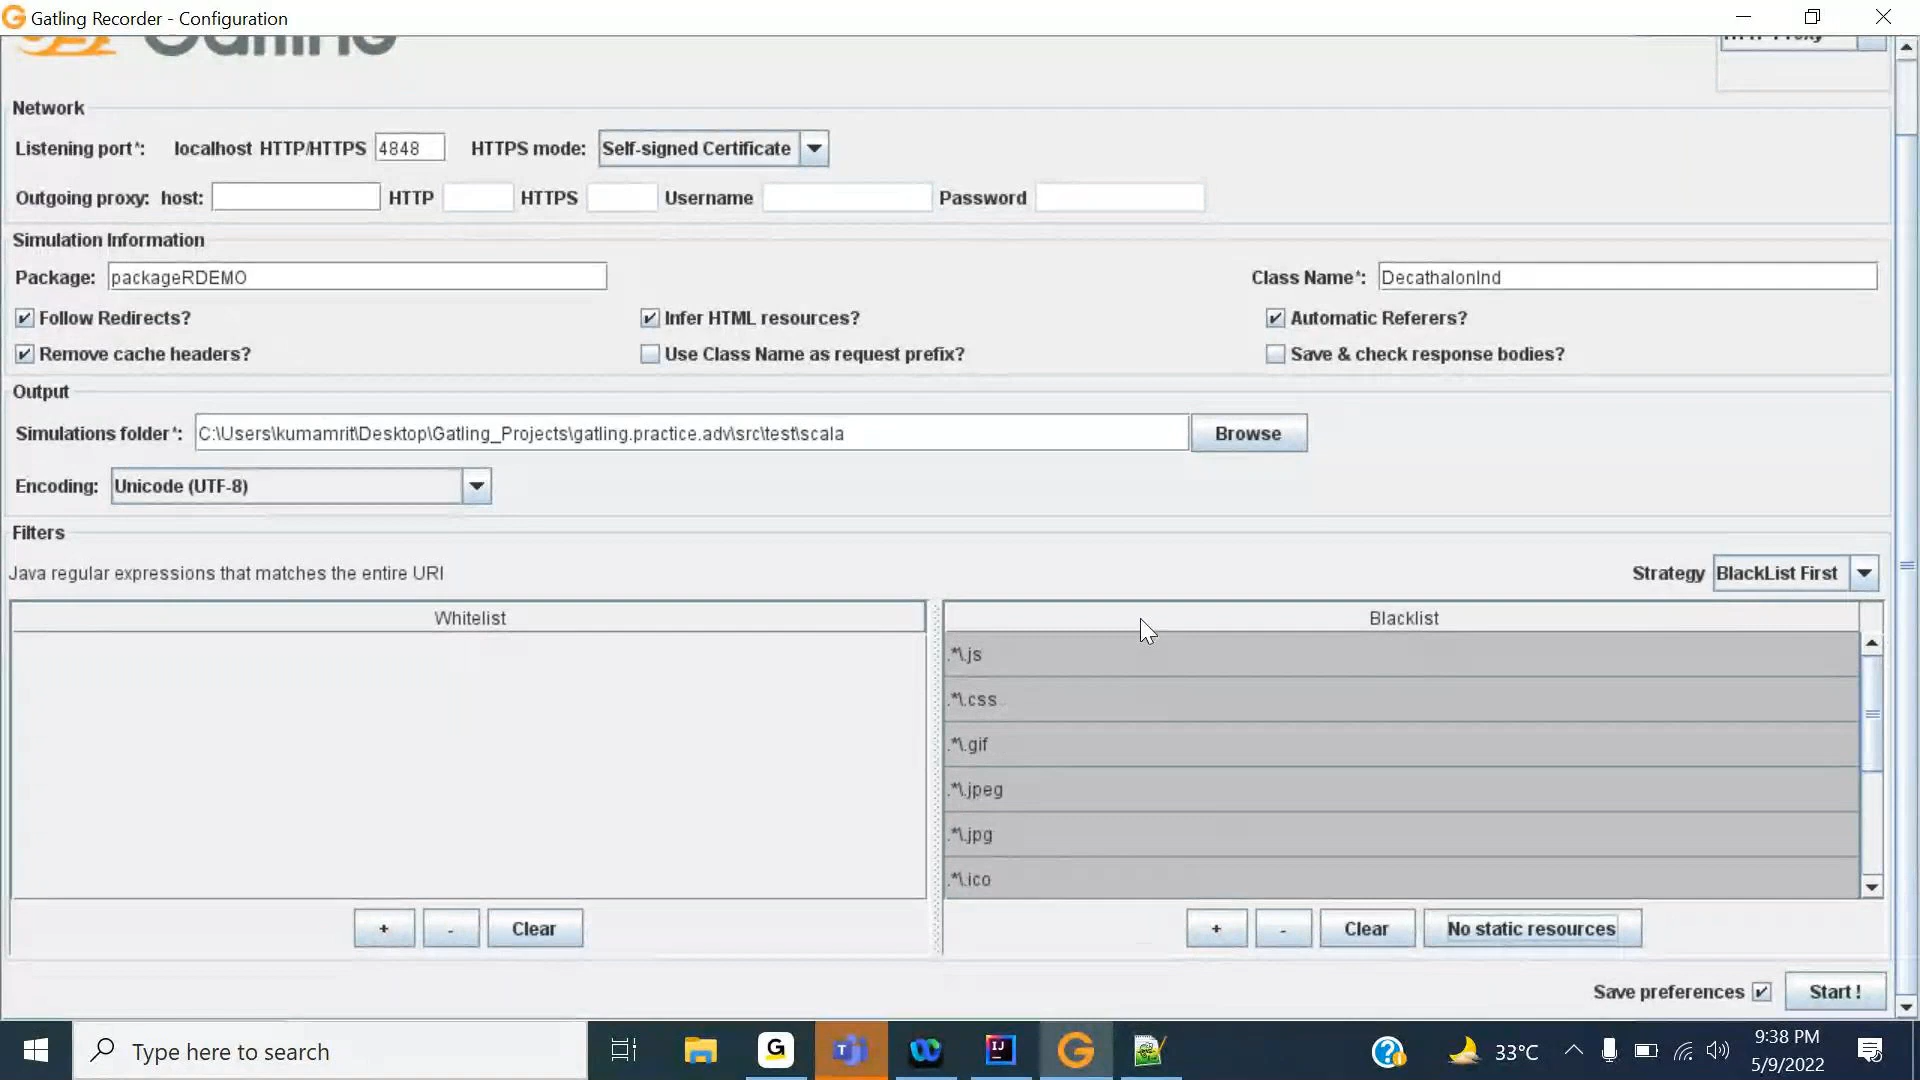 Gatling Recorder - Configuration
Gatling
HTTP Proxy
Network
Listening port*: localhost HTTP/HTTPS 4848 HTTPS mode: Self-signed Certificate
Outgoing proxy: host: HTTP HTTPS Username Password
Simulation Information
Package: packageRDEMO Class Name*: DecathalonInd
Follow Redirects? Infer HTML resources? Automatic Referers?
Remove cache headers? Use Class Name as request prefix? Save & check response bodies?
Output
Simulations folder*: C:\Users\kumamrit\Desktop\Gatling_Projects\gatling.practice.adv\src\test\scala Browse
Encoding: Unicode (UTF-8)
Filters
Java regular expressions that matches the entire URI Strategy BlackList First
Whitelist Blacklist
.*\.js
.*\.css
.*\.gif
.*\.jpeg
.*\.jpg
.*\.ico
+ - Clear + - Clear No static resources
Save preferences Start !
Type here to search 33°C 9:38 PM
5/9/2022